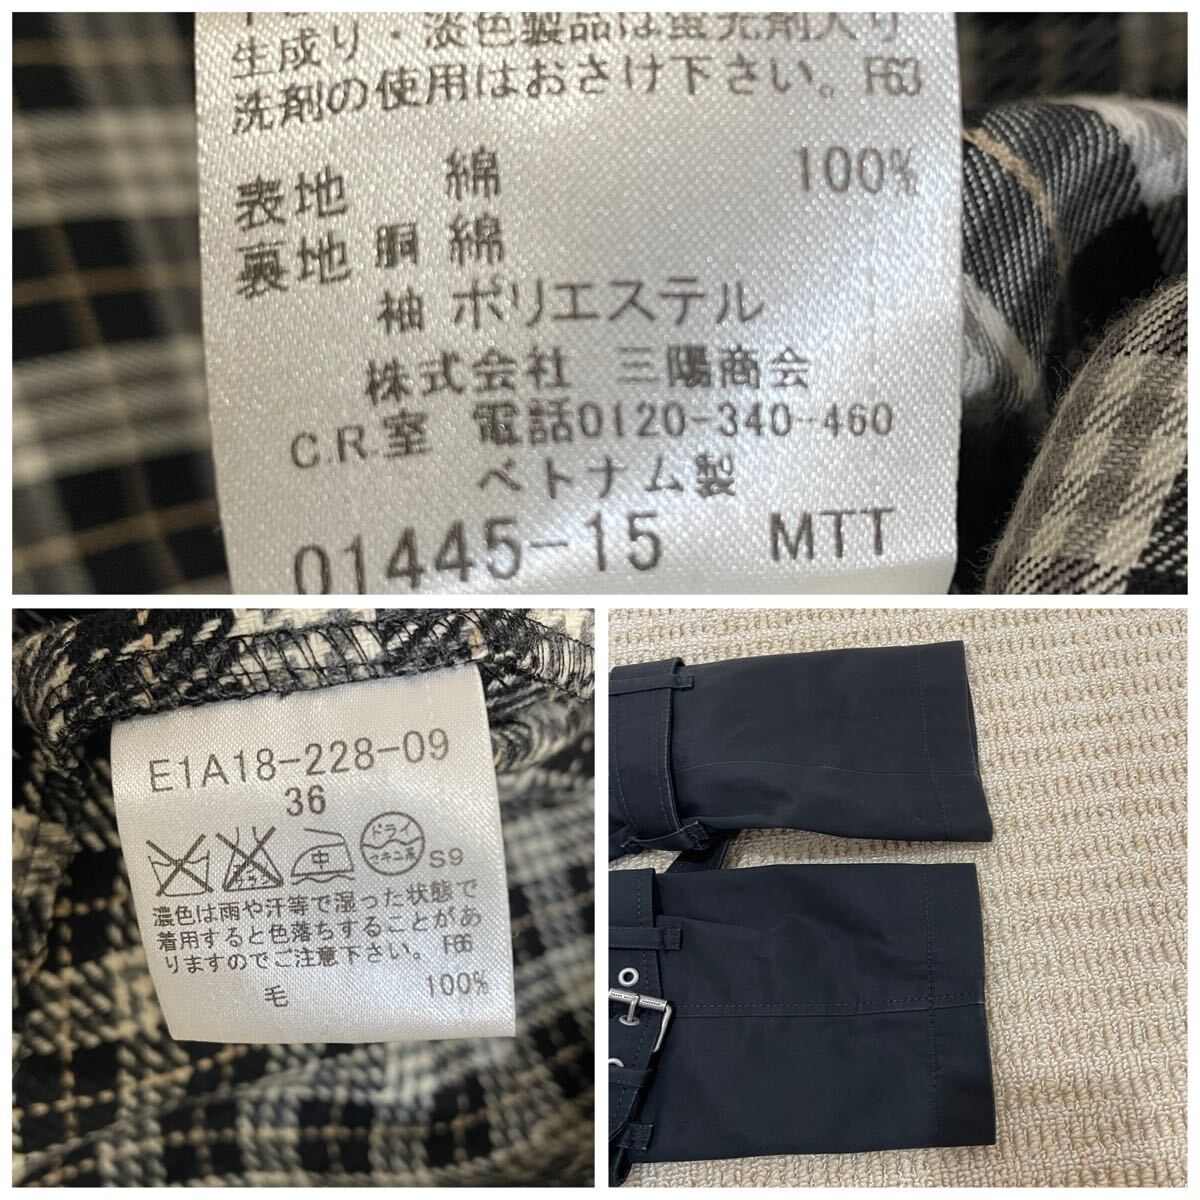 生成り・淡色製品は蛍光剤入り
洗剤の使用はおさけ下さい。F63
表地 綿 100%
裏地 胴 綿
袖 ポリエステル
株式会社 三陽商会
C.R.室 電話0120-340-460
ベトナム製
01445-15 MTT
E1A18-228-09
36
中 ドライ セキユ系 S9
濃色は雨や汗等で湿った状態で
着用すると色落ちすることがあ
りますのでご注意下さい。F66
毛 100%